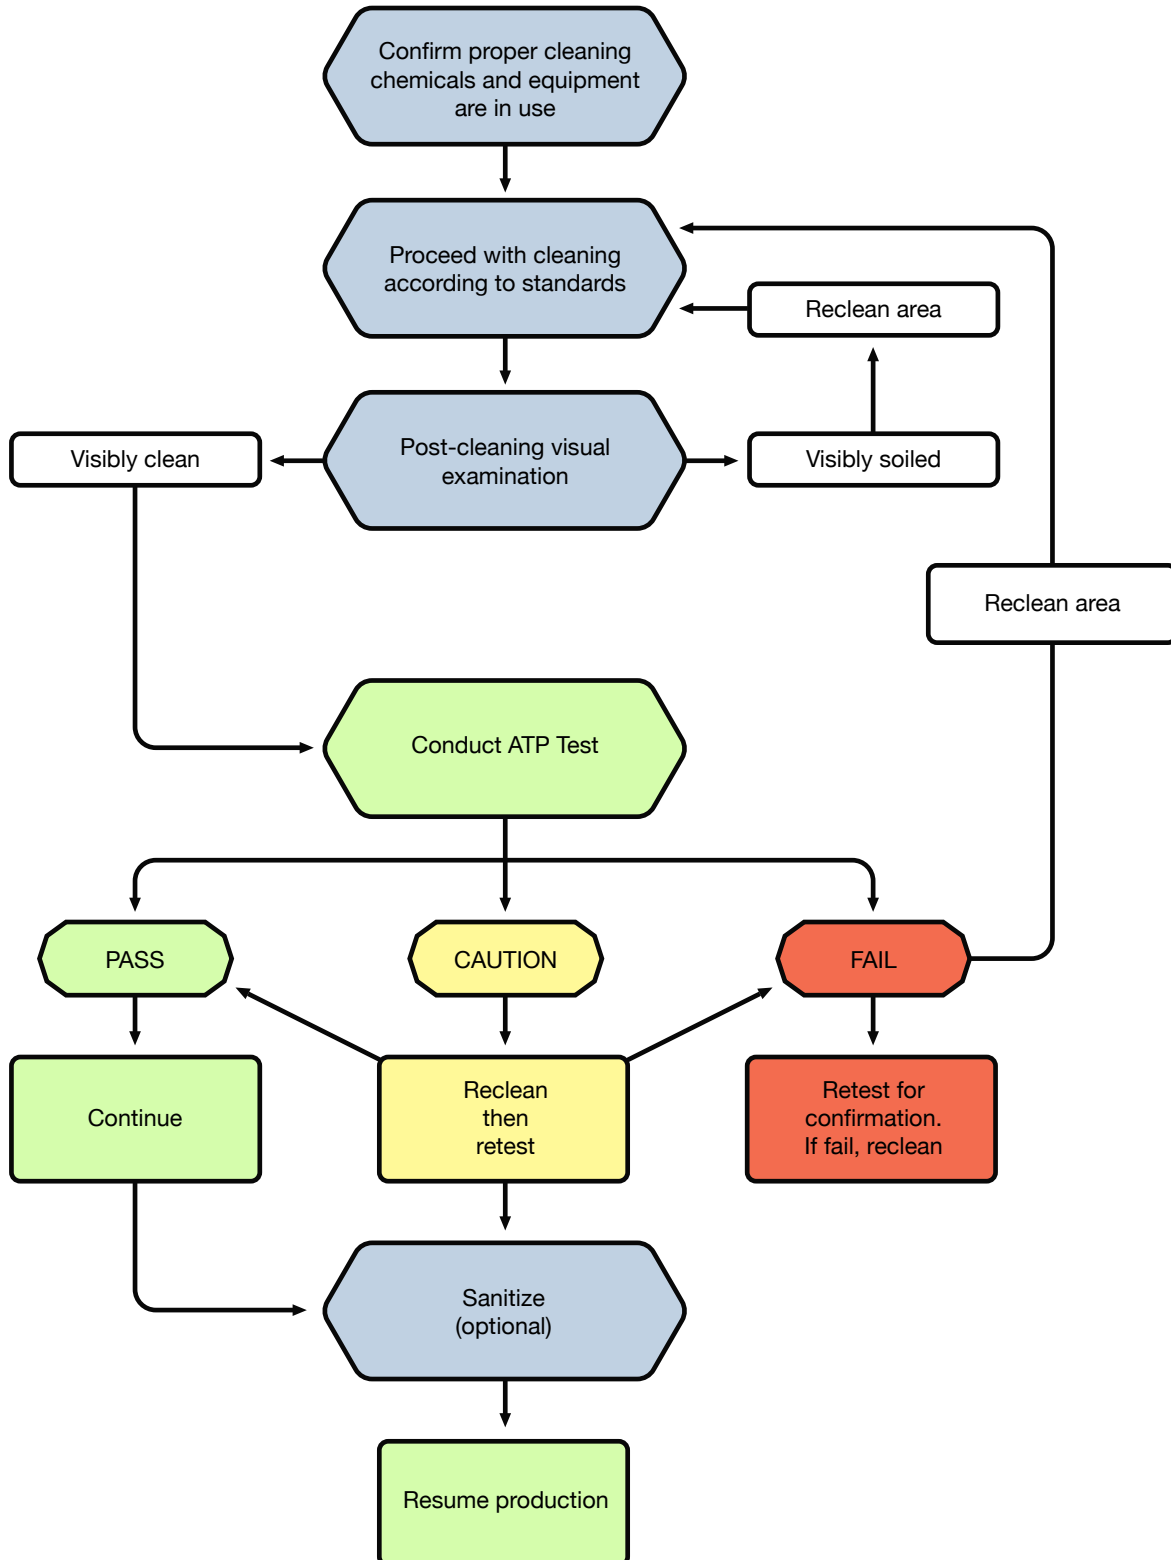 Confirm proper cleaning
chemicals and equipment
are in use
Proceed with cleaning
according to standards
Reclean area
Post-cleaning visual
examination
Visibly clean
Visibly soiled
Reclean area
Conduct ATP Test
PASS
CAUTION
FAIL
Continue
Reclean
then
retest
Retest for
confirmation.
If fail, reclean
Sanitize
(optional)
Resume production